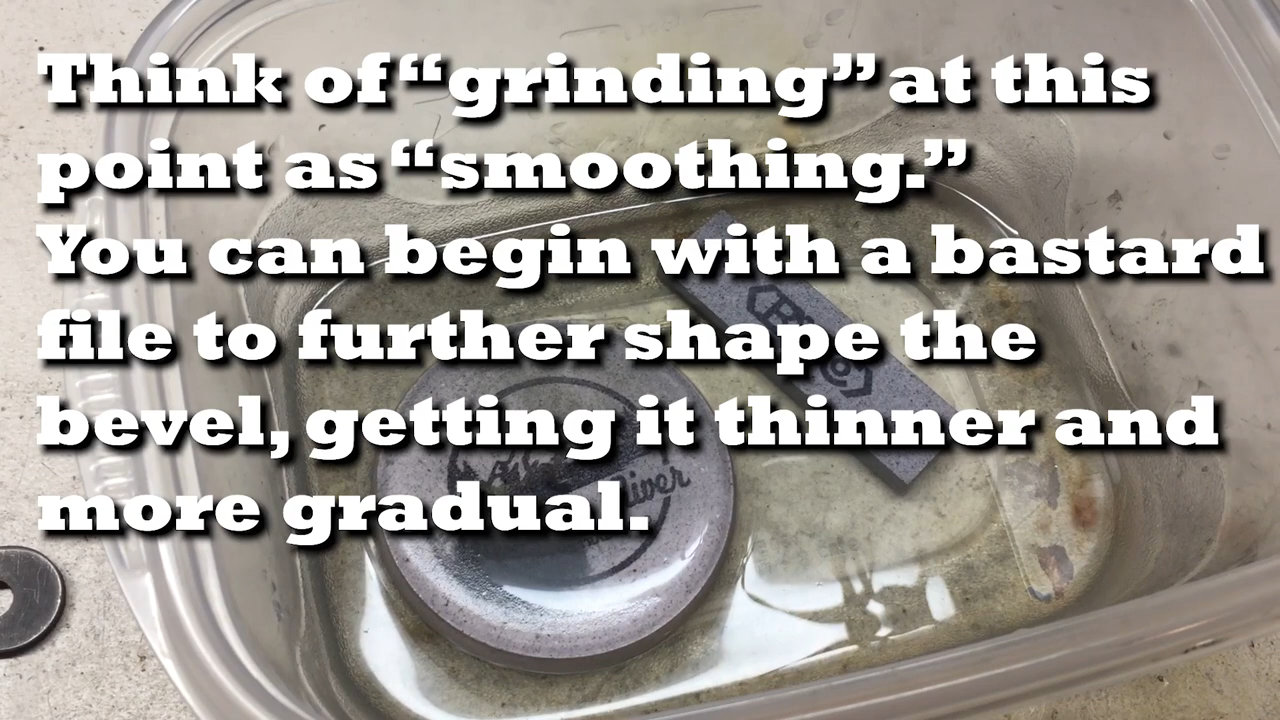 Think of “grinding” at this
point as “smoothing.”
You can begin with a bastard
file to further shape the
bevel, getting it thinner and
more gradual.
River